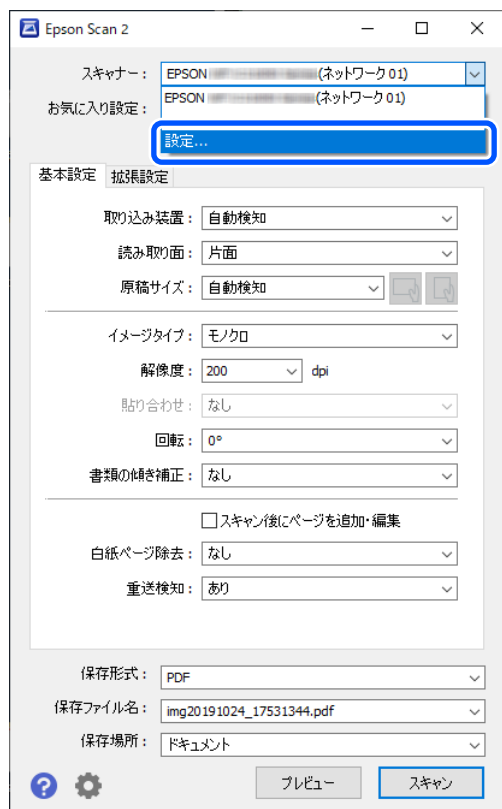 Epson Scan 2
スキャナー： EPSON (ネットワーク 01)
EPSON (ネットワーク 01)
お気に入り設定：
設定...
基本設定 拡張設定
取り込み装置： 自動検知
読み取り面： 片面
原稿サイズ： 自動検知
イメージタイプ： モノクロ
解像度： 200 dpi
貼り合わせ： なし
回転： 0°
書類の傾き補正： なし
スキャン後にページを追加・編集
白紙ページ除去： なし
重送検知： あり
保存形式： PDF
保存ファイル名： img20191024_17531344.pdf
保存場所： ドキュメント
? プレビュー スキャン